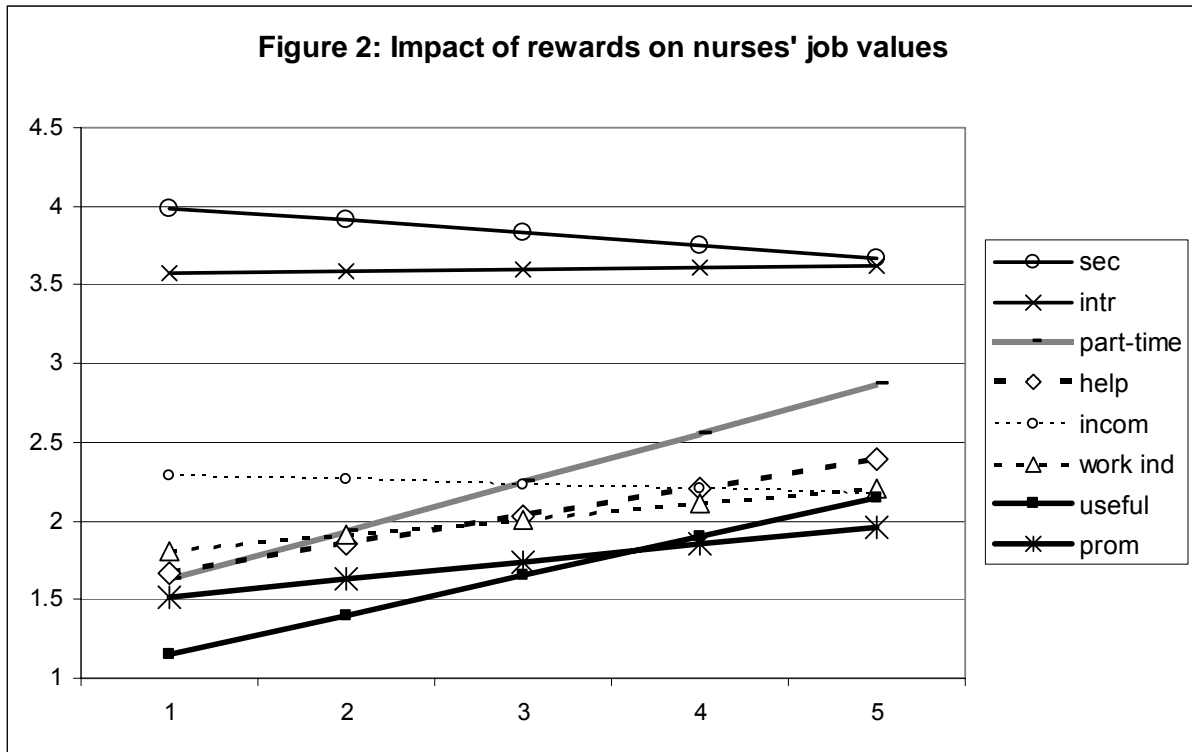 Figure 2: Impact of rewards on nurses' job values
4.5
4
3.5
3
2.5
2
1.5
1
1 2 3 4 5
sec
intr
part-time
help
incom
work ind
useful
prom